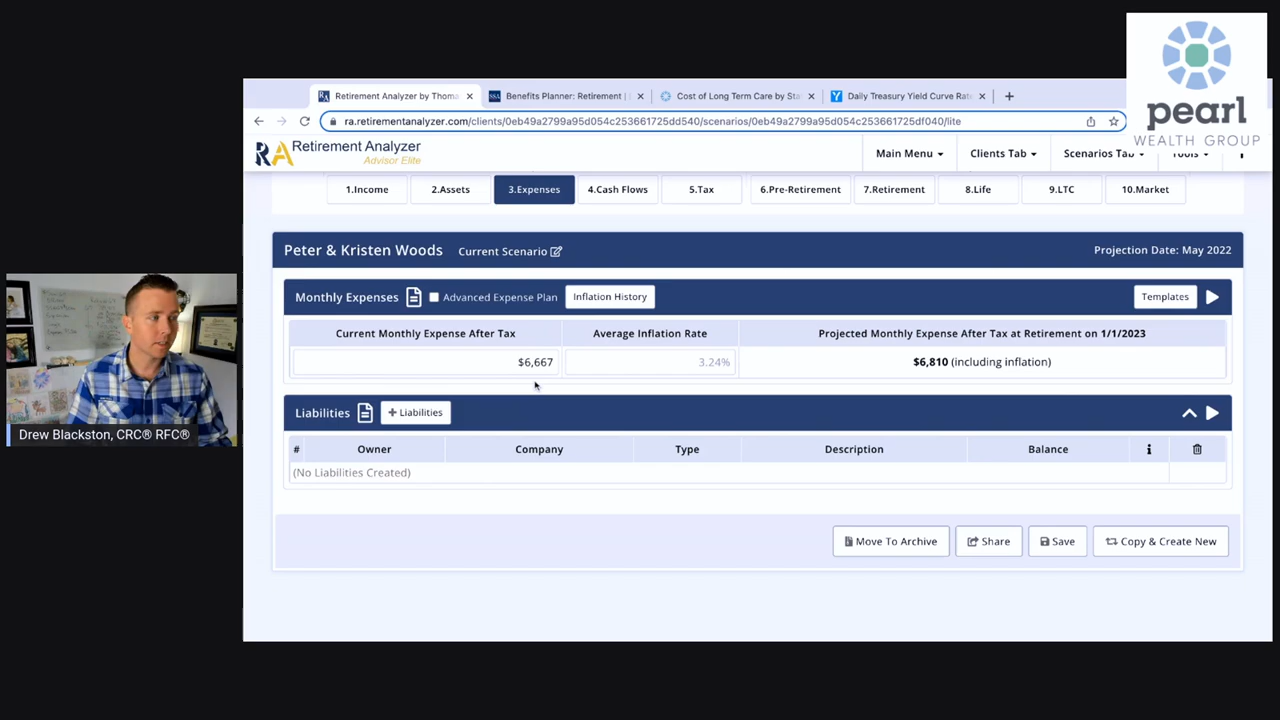 pearl
WEALTH GROUP
Retirement Analyzer by Thoma
Benefits Planner: Retirement |
Cost of Long Term Care by Sta
Daily Treasury Yield Curve Rat
ra.retirementanalyzer.com/clients/0eb49a2799a95d054c253661725dd540/scenarios/0eb49a2799a95d054c253661725df040/lite
RA Retirement Analyzer
Advisor Elite
Main Menu
Clients Tab
Scenarios Tab
Tools
1.Income
2.Assets
3.Expenses
4.Cash Flows
5.Tax
6.Pre-Retirement
7.Retirement
8.Life
9.LTC
10.Market
Peter & Kristen Woods Current Scenario
Projection Date: May 2022
Monthly Expenses Advanced Expense Plan Inflation History Templates
Current Monthly Expense After Tax Average Inflation Rate Projected Monthly Expense After Tax at Retirement on 1/1/2023
$6,667 3.24% $6,810 (including inflation)
Liabilities + Liabilities
# Owner Company Type Description Balance
(No Liabilities Created)
Move To Archive Share Save Copy & Create New
Drew Blackston, CRC® RFC®